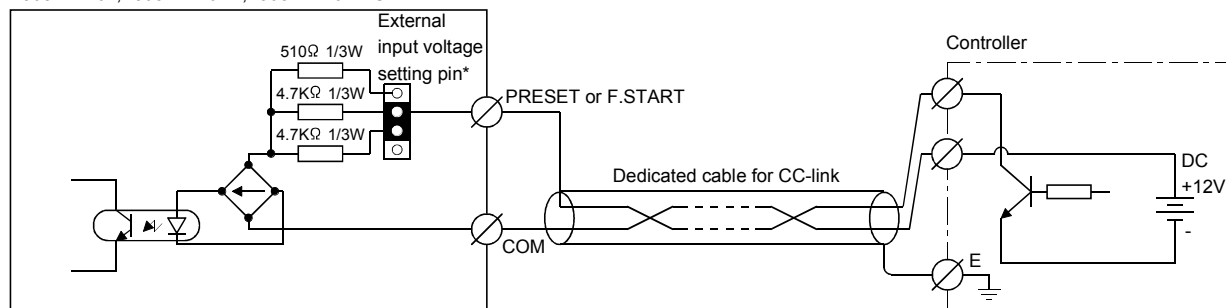 External
input voltage
setting pin*
510Ω 1/3W
4.7KΩ 1/3W
4.7KΩ 1/3W
PRESET or F.START
Controller
Dedicated cable for CC-link
DC
+12V
-
COM
E